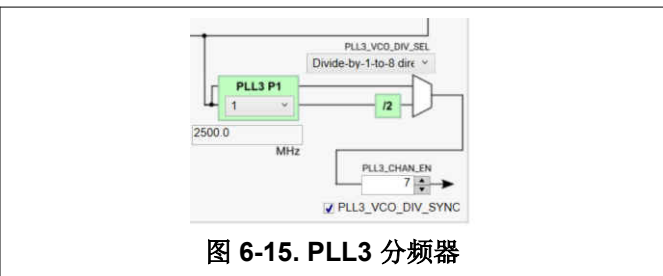 PLL3_VCO_DIV_SEL
Divide-by-1-to-8 dire
PLL3 P1
1
/2
2500.0
MHz
PLL3_CHAN_EN
7
PLL3_VCO_DIV_SYNC
图 6-15. PLL3 分频器